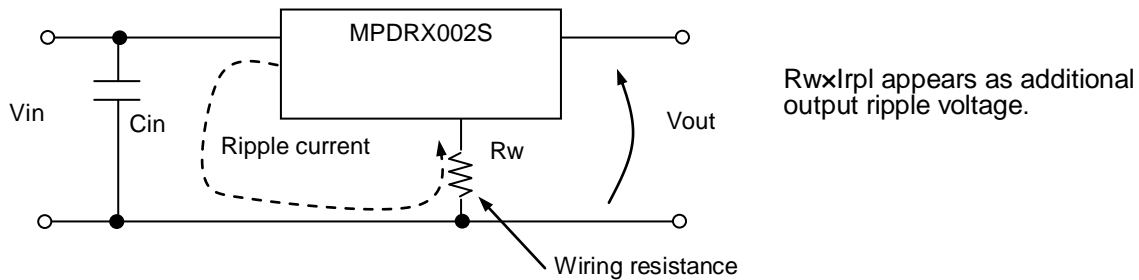 MPDRX002S
Rw×Irpl appears as additional
output ripple voltage.
Vin
Cin
Vout
Ripple current
Rw
Wiring resistance